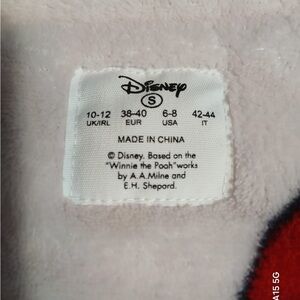 Disney
S
10-12 38-40 6-8 42-44
UK/IRL EUR USA IT
MADE IN CHINA
© Disney. Based on the
"Winnie the Pooh" works
by A.A.Milne and
E.H. Shepard.
A15 5G